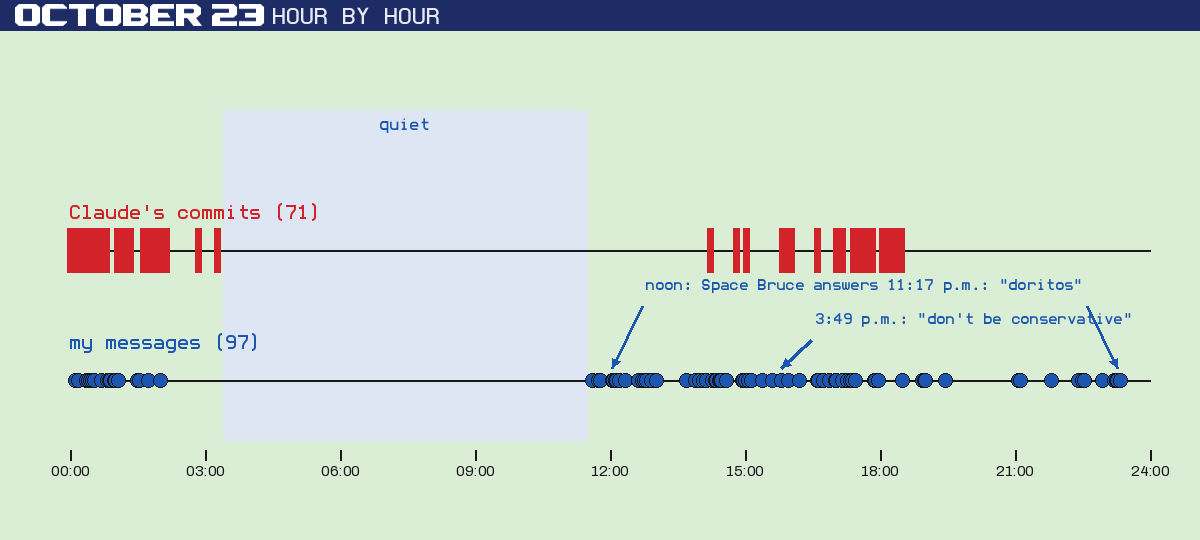 OCTOBER 23 HOUR BY HOUR
quiet
Claude's commits (71)
noon: Space Bruce answers 11:17 p.m.: "doritos"
3:49 p.m.: "don't be conservative"
my messages (97)
00:00 03:00 06:00 09:00 12:00 15:00 18:00 21:00 24:00